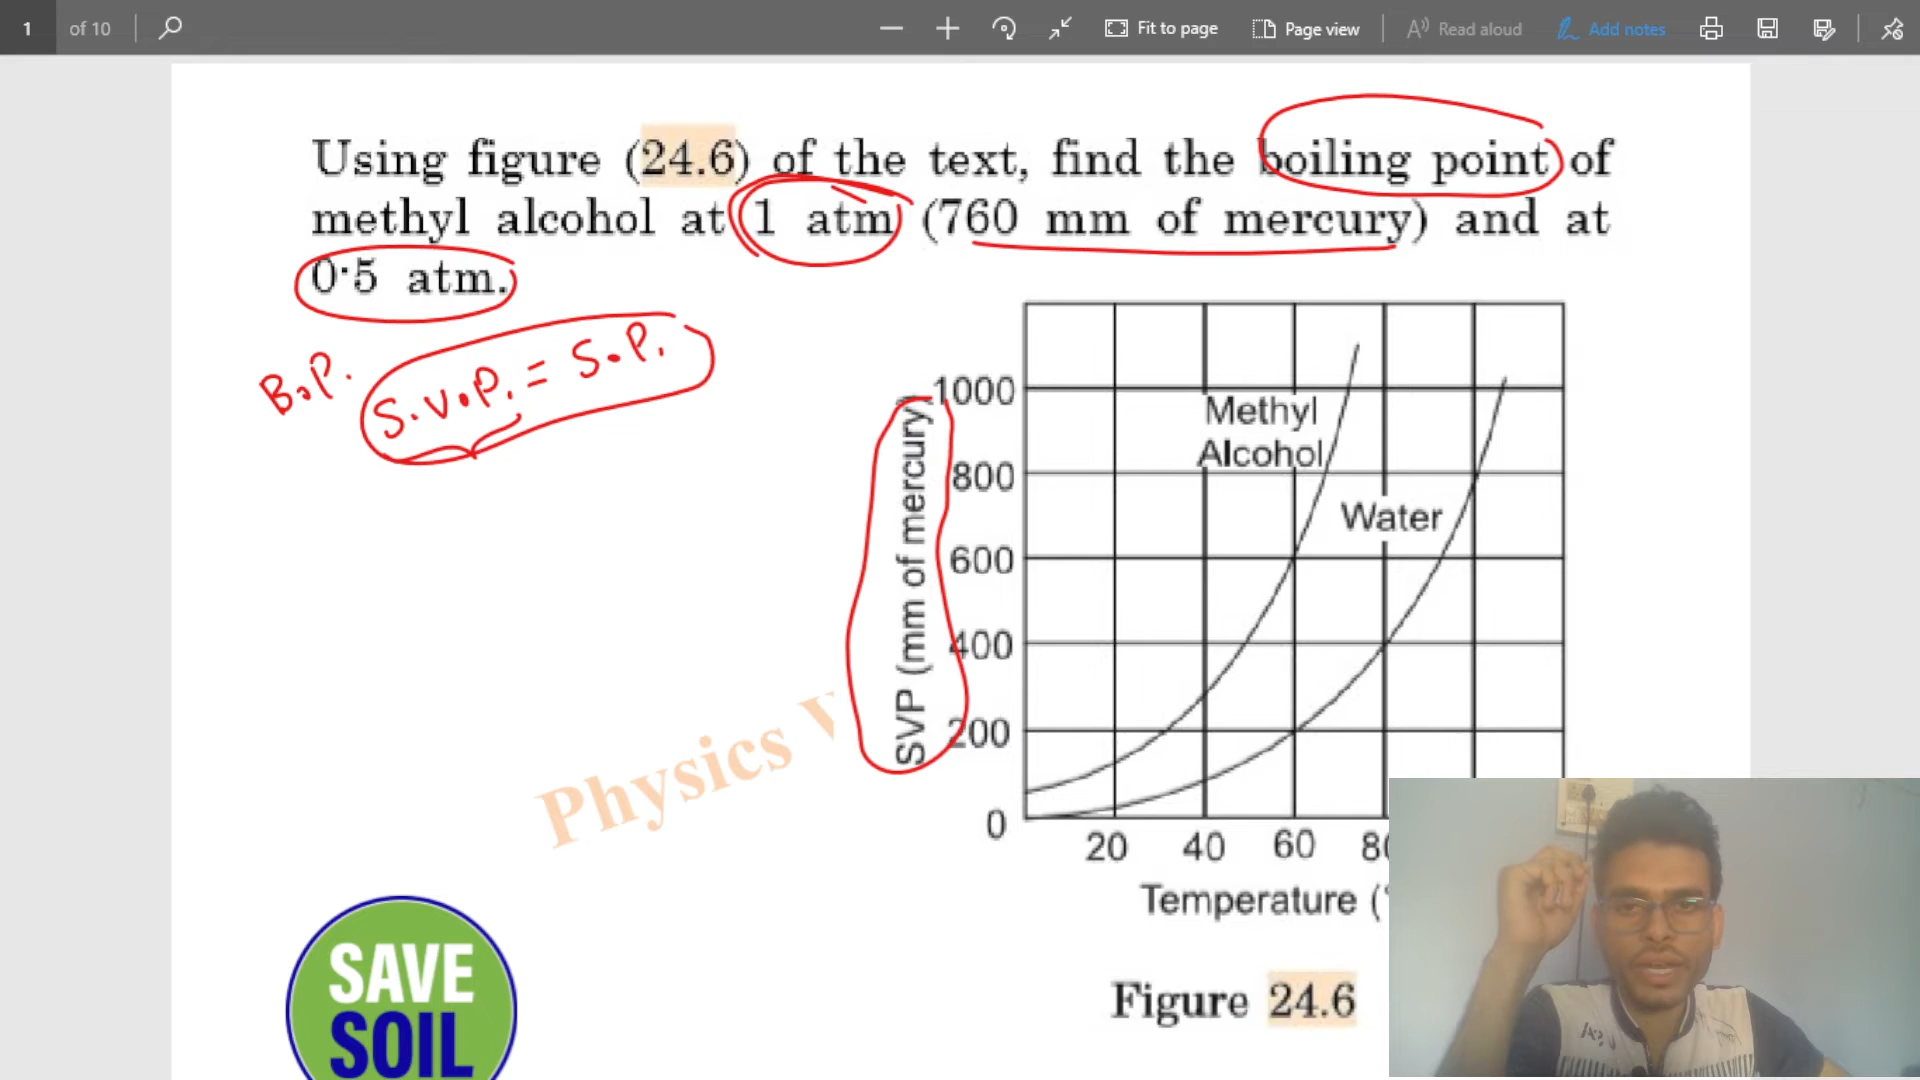 1 of 10 Fit to page Page view Read aloud Add notes
Using figure (24.6) of the text, find the boiling point of
methyl alcohol at 1 atm (760 mm of mercury) and at
0·5 atm.
B.P. S.V.P. = S.P.
1000
800
600
400
200
0
SVP (mm of mercury)
Methyl
Alcohol
Water
20 40 60
Temperature (
Figure 24.6
Physics
SAVE
SOIL